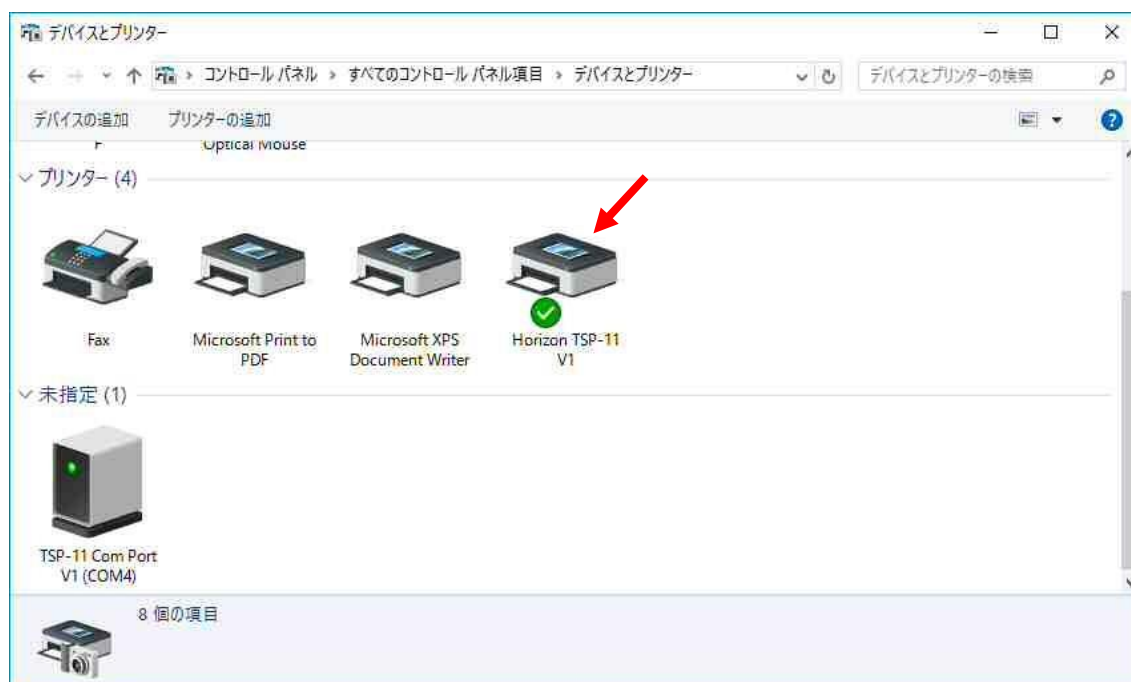 デバイスとプリンター
コントロール パネル › すべてのコントロール パネル項目 › デバイスとプリンター
デバイスとプリンターの検索
デバイスの追加 プリンターの追加
Optical Mouse
プリンター (4)
Fax
Microsoft Print to
PDF
Microsoft XPS
Document Writer
Horizon TSP-11
V1
未指定 (1)
TSP-11 Com Port
V1 (COM4)
8 個の項目